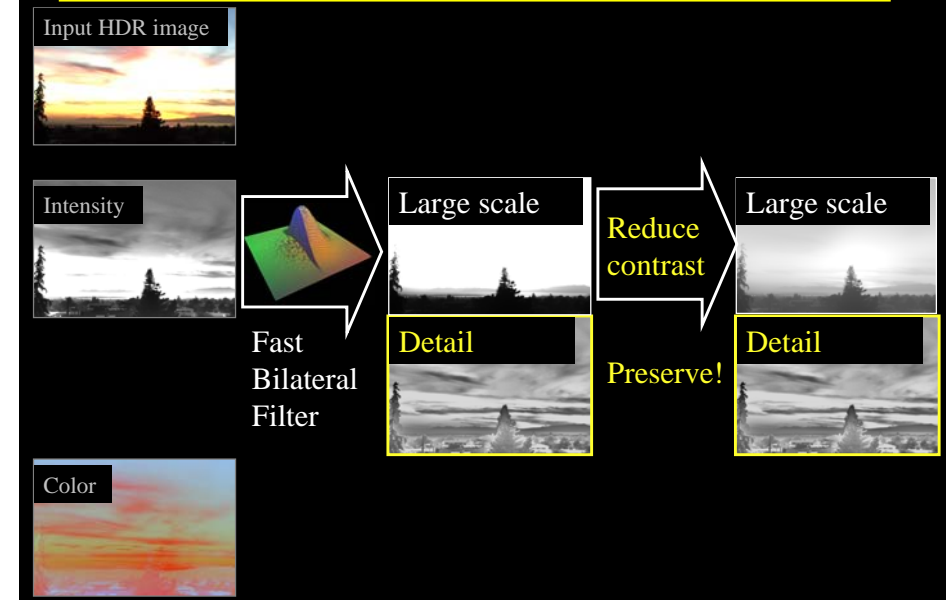 Input HDR image
Intensity
Large scale
Reduce
contrast
Large scale
Fast
Bilateral
Filter
Detail
Preserve!
Detail
Color